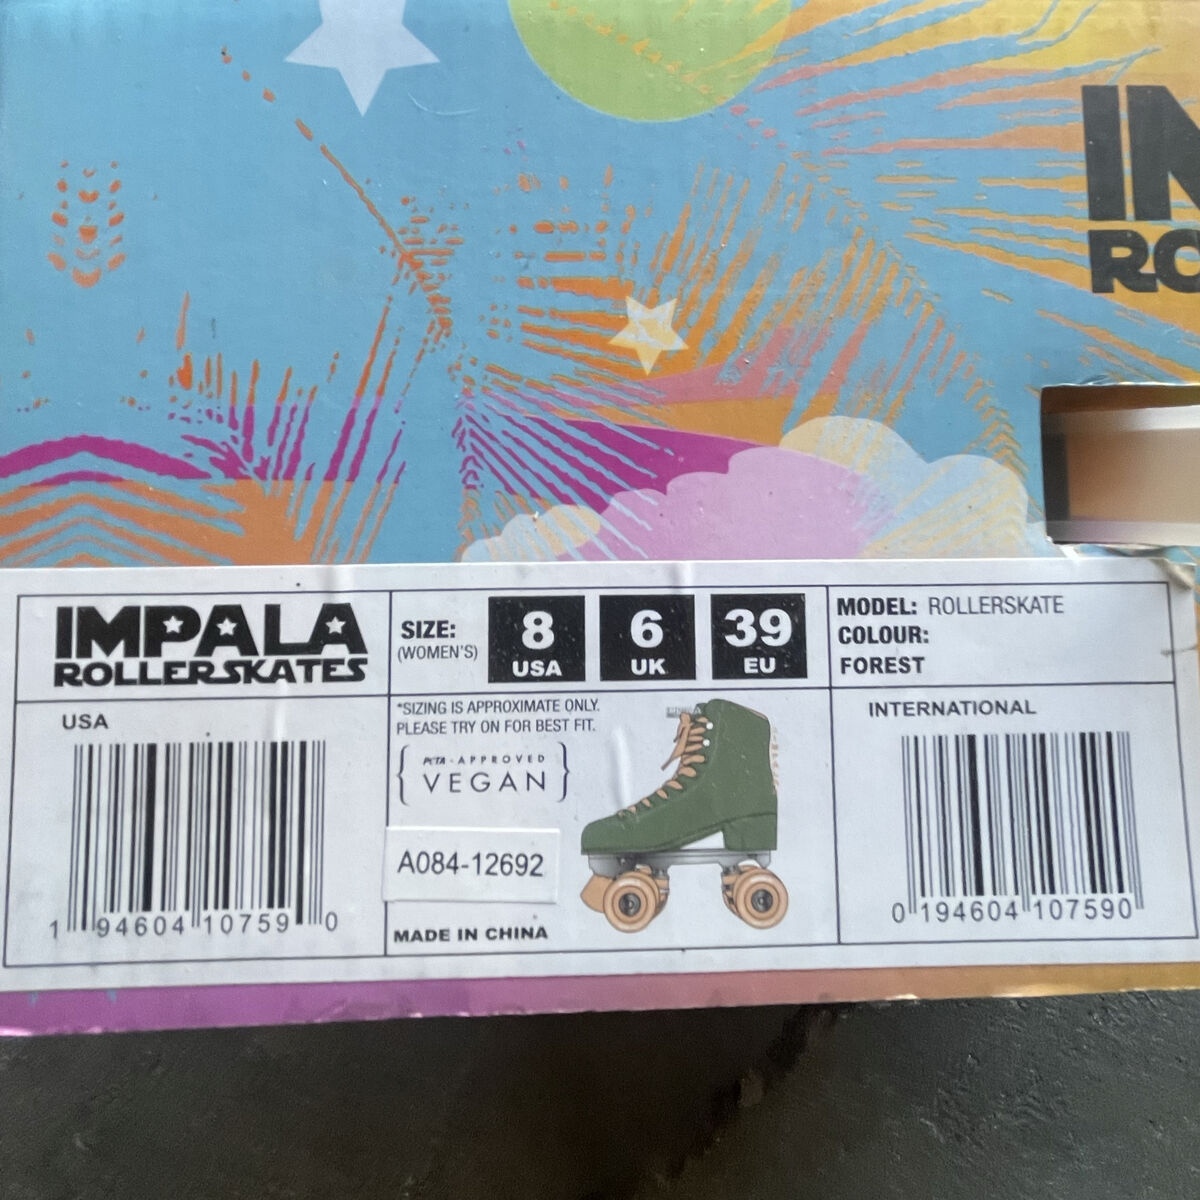 IN
RO
IMPALA
ROLLERSKATES
SIZE:
(WOMEN'S)
8
USA
6
UK
39
EU
MODEL: ROLLERSKATE
COLOUR:
FOREST
USA
1 94604 10759 0
*SIZING IS APPROXIMATE ONLY.
PLEASE TRY ON FOR BEST FIT.
PETA - APPROVED
VEGAN
A084-12692
MADE IN CHINA
INTERNATIONAL
0 194604 107590